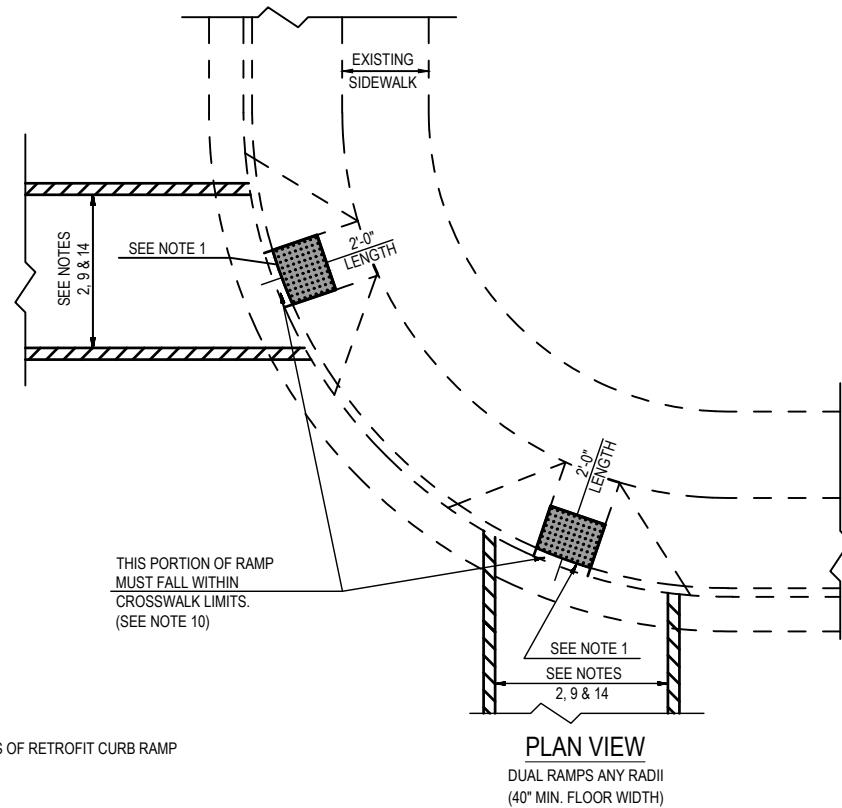 EXISTING
SIDEWALK
SEE NOTES
2, 9 & 14
SEE NOTE 1
2'-0"
LENGTH
2'-0"
LENGTH
THIS PORTION OF RAMP
MUST FALL WITHIN
CROSSWALK LIMITS.
(SEE NOTE 10)
SEE NOTE 1
SEE NOTES
2, 9 & 14
S OF RETROFIT CURB RAMP
PLAN VIEW
DUAL RAMPS ANY RADII
(40" MIN. FLOOR WIDTH)